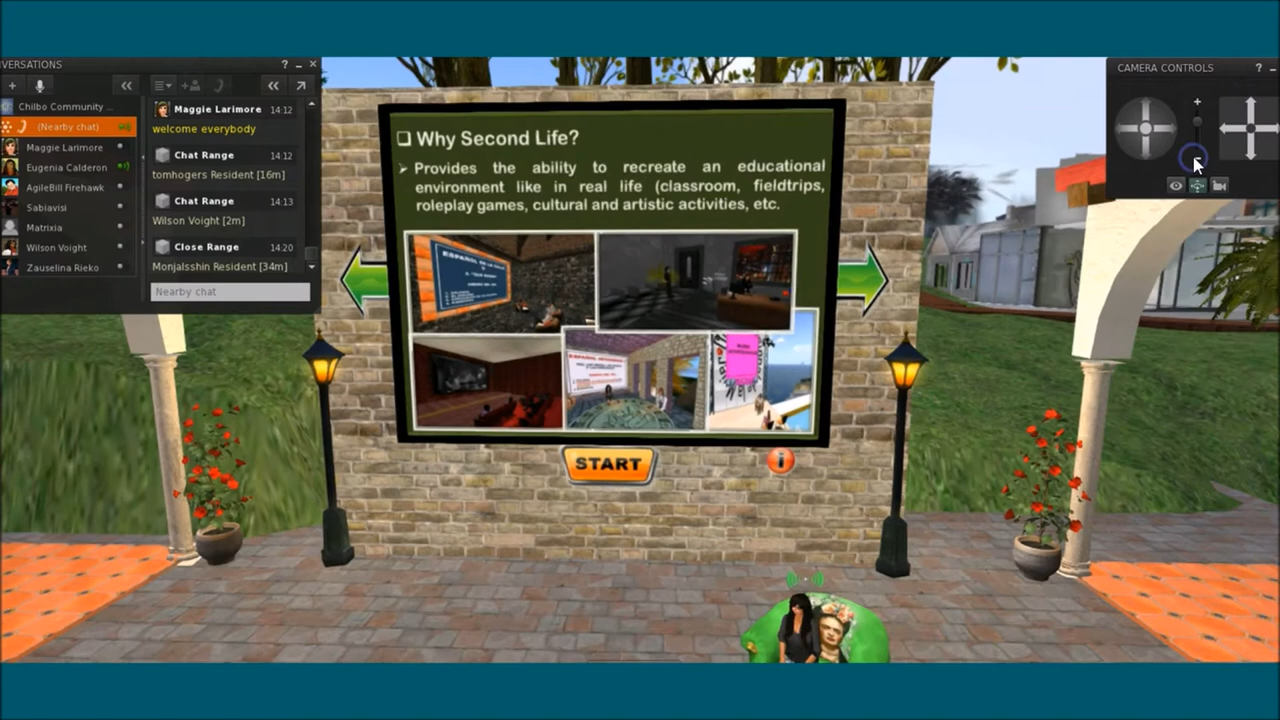 VERSATIONS
? _ ×
Chilbo Community ...
(Nearby chat)
Maggie Larimore
Eugenia Calderon
AgileBill Firehawk
Sabiavisi
Matrixia
Wilson Voight
Zauselina Rieko
Maggie Larimore 14:12
welcome everybody
Chat Range 14:12
tomhogers Resident [16m]
Chat Range 14:13
Wilson Voight [2m]
Close Range 14:20
Monjalsshin Resident [34m]
Nearby chat
CAMERA CONTROLS
? _
❑ Why Second Life?
➢ Provides the ability to recreate an educational
environment like in real life (classroom, fieldtrips,
roleplay games, cultural and artistic activities, etc.
START
i